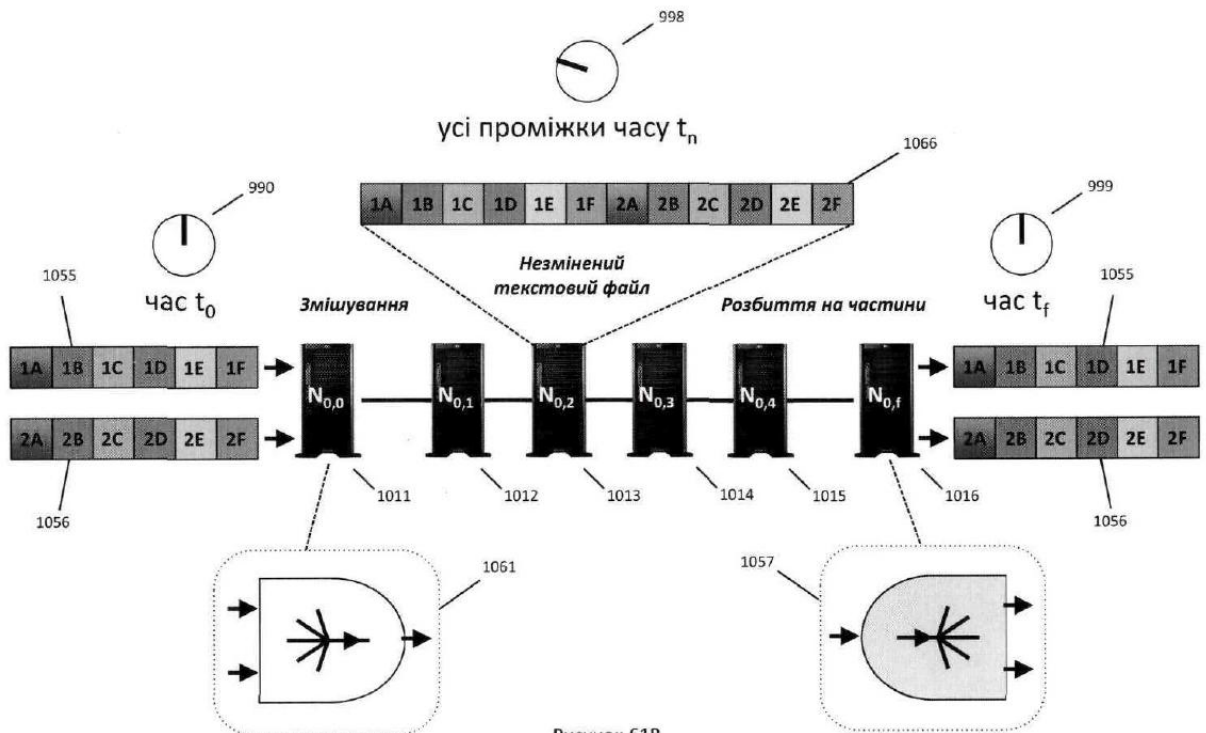 998
усі проміжки часу tn
1066
1A 1B 1C 1D 1E 1F 2A 2B 2C 2D 2E 2F
990
999
Незмінений
текстовий файл
1055
1055
час t0
Змішування
Розбиття на частини
час tf
1A 1B 1C 1D 1E 1F
1A 1B 1C 1D 1E 1F
N0,0
N0,1
N0,2
N0,3
N0,4
N0,f
2A 2B 2C 2D 2E 2F
2A 2B 2C 2D 2E 2F
1056
1011
1012
1013
1014
1015
1016
1056
1061
1057